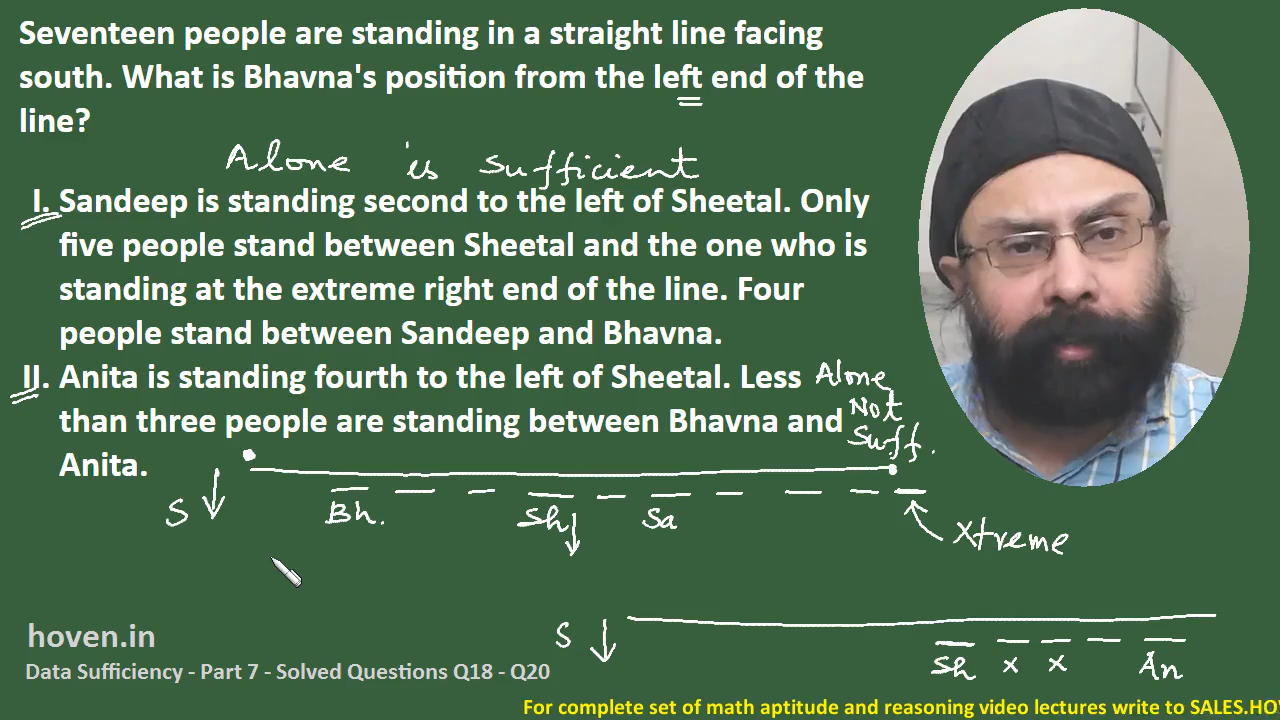 Seventeen people are standing in a straight line facing
south. What is Bhavna's position from the left end of the
line?
Alone is sufficient
I. Sandeep is standing second to the left of Sheetal. Only
five people stand between Sheetal and the one who is
standing at the extreme right end of the line. Four
people stand between Sandeep and Bhavna.
II. Anita is standing fourth to the left of Sheetal. Less
than three people are standing between Bhavna and
Anita.
Alone
Not
Suff.
S
Bh.
Sh
Sa
Xtreme
S
Sh x x An
hoven.in
Data Sufficiency - Part 7 - Solved Questions Q18 - Q20
For complete set of math aptitude and reasoning video lectures write to SALES.HO